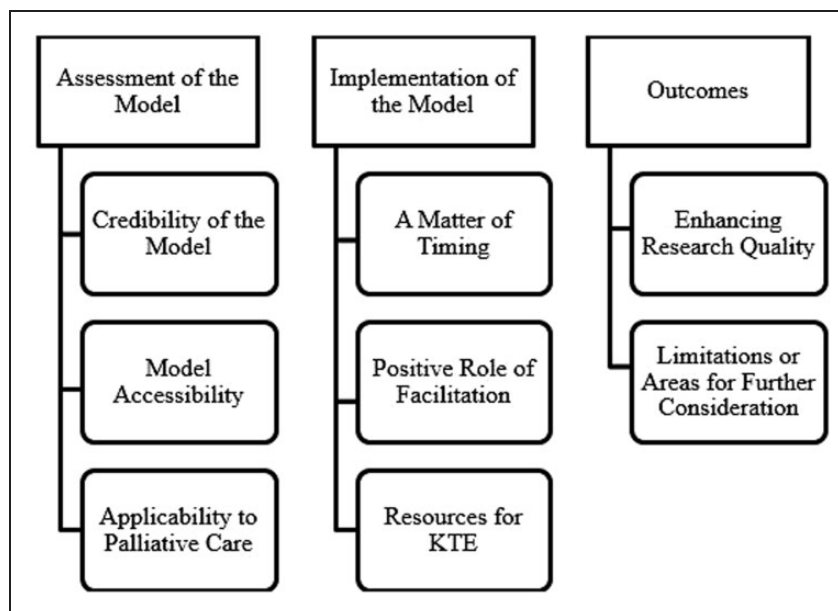 Assessment of the
Model
Credibility of the
Model
Model
Accessibility
Applicability to
Palliative Care
Implementation of
the Model
A Matter of
Timing
Positive Role of
Facilitation
Resources for
KTE
Outcomes
Enhancing
Research Quality
Limitations or
Areas for Further
Consideration